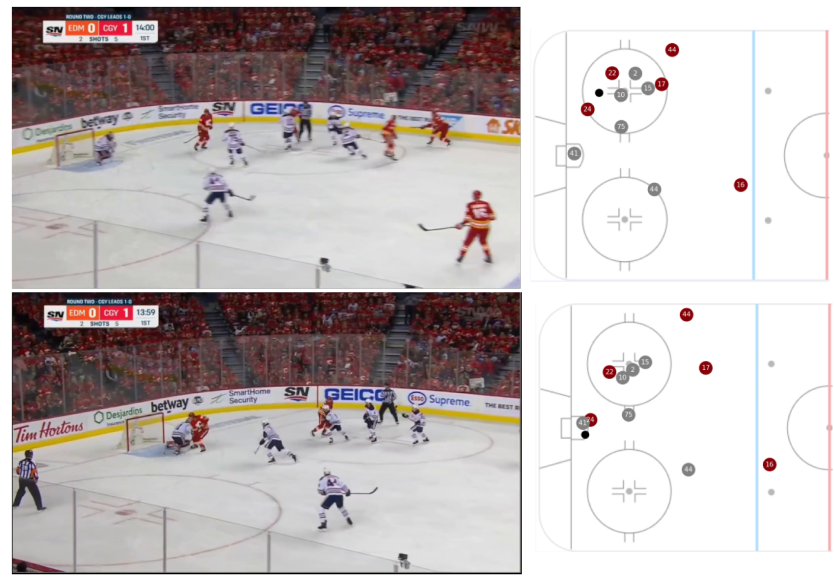 ROUND TWO · CGY LEADS 1-0
SN EDM 0 CGY 1 14:00
2 SHOTS 5 1ST
Desjardins betway SmartHome Security SN GEICO Supreme
44
22 2
17
15
10
24
75
41
16
44
ROUND TWO · CGY LEADS 1-0
SN EDM 0 CGY 1 13:59
2 SHOTS 5 1ST
Tim Hortons Desjardins betway SmartHome Security SN GEICO ESSO Supreme THE BEST
44
15
17
2
22
10
75
24
41
16
44